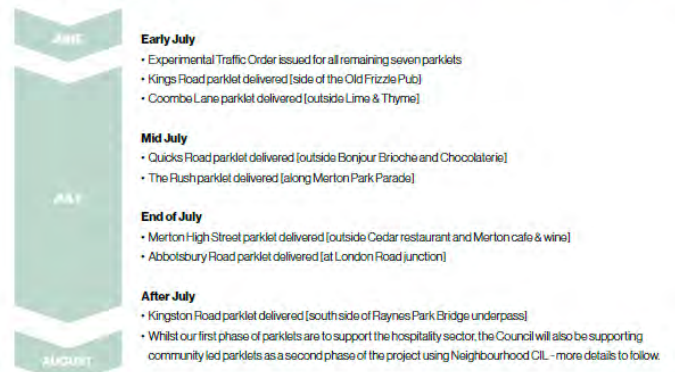 JUNE
Early July
• Experimental Traffic Order issued for all remaining seven parklets
• Kings Road parklet delivered [side of the Old Frizzle Pub]
• Coombe Lane parklet delivered [outside Lime & Thyme]
Mid July
• Quicks Road parklet delivered [outside Bonjour Brioche and Chocolaterie]
• The Rush parklet delivered [along Merton Park Parade]
JULY
End of July
• Merton High Street parklet delivered [outside Cedar restaurant and Merton cafe & wine]
• Abbotsbury Road parklet delivered [at London Road junction]
After July
• Kingston Road parklet delivered [south side of Raynes Park Bridge underpass]
• Whilst our first phase of parklets are to support the hospitality sector, the Council will also be supporting
community led parklets as a second phase of the project using Neighbourhood CIL - more details to follow.
AUGUST